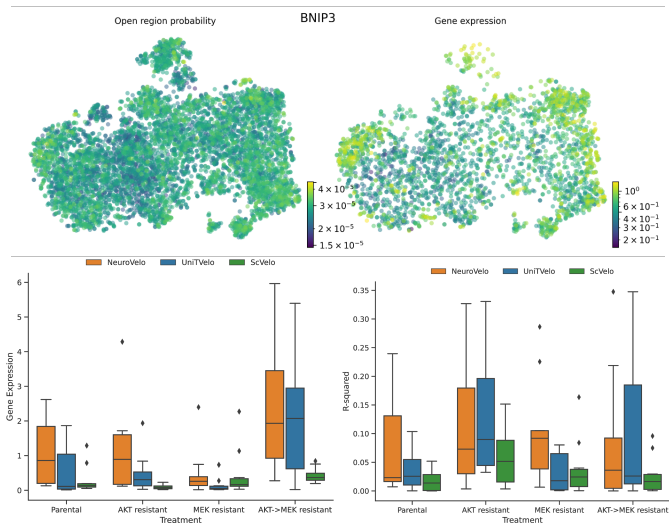 BNIP3
Open region probability
Gene expression
4 × 10⁻⁵
3 × 10⁻⁵
2 × 10⁻⁵
1.5 × 10⁻⁵
10⁰
6 × 10⁻¹
4 × 10⁻¹
3 × 10⁻¹
2 × 10⁻¹
NeuroVelo UniTVelo ScVelo
Gene Expression
6
5
4
3
2
1
0
Parental AKT resistant MEK resistant AKT->MEK resistant
Treatment
NeuroVelo UniTVelo ScVelo
R-squared
0.35
0.30
0.25
0.20
0.15
0.10
0.05
0.00
Parental AKT resistant MEK resistant AKT->MEK resistant
Treatment